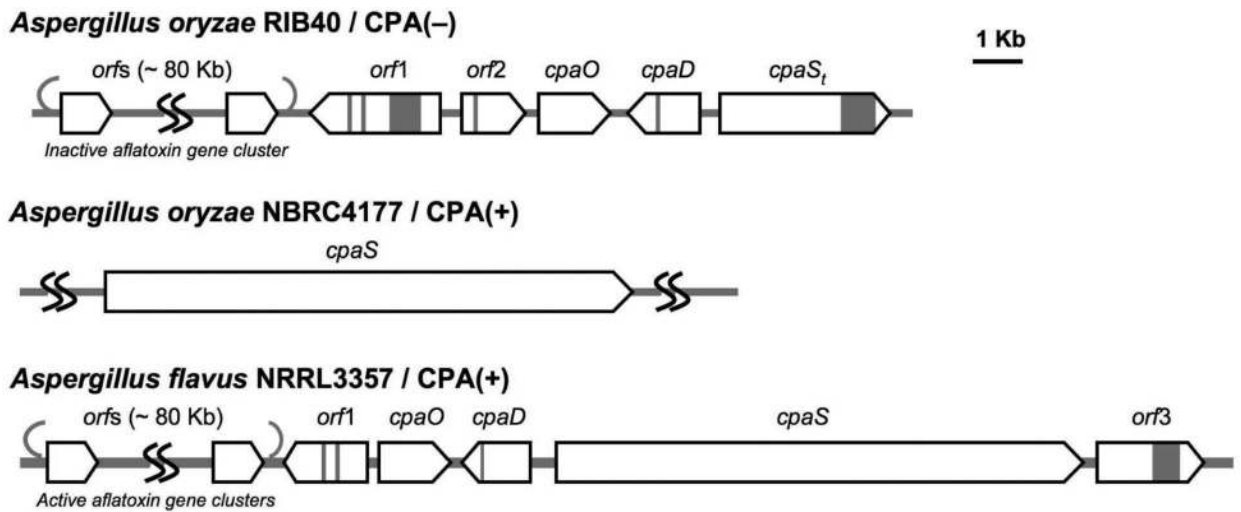 Aspergillus oryzae RIB40 / CPA(–)
1 Kb
orfs (~ 80 Kb) orf1 orf2 cpaO cpaD cpaSt
Inactive aflatoxin gene cluster
Aspergillus oryzae NBRC4177 / CPA(+)
cpaS
Aspergillus flavus NRRL3357 / CPA(+)
orfs (~ 80 Kb) orf1 cpaO cpaD cpaS orf3
Active aflatoxin gene clusters